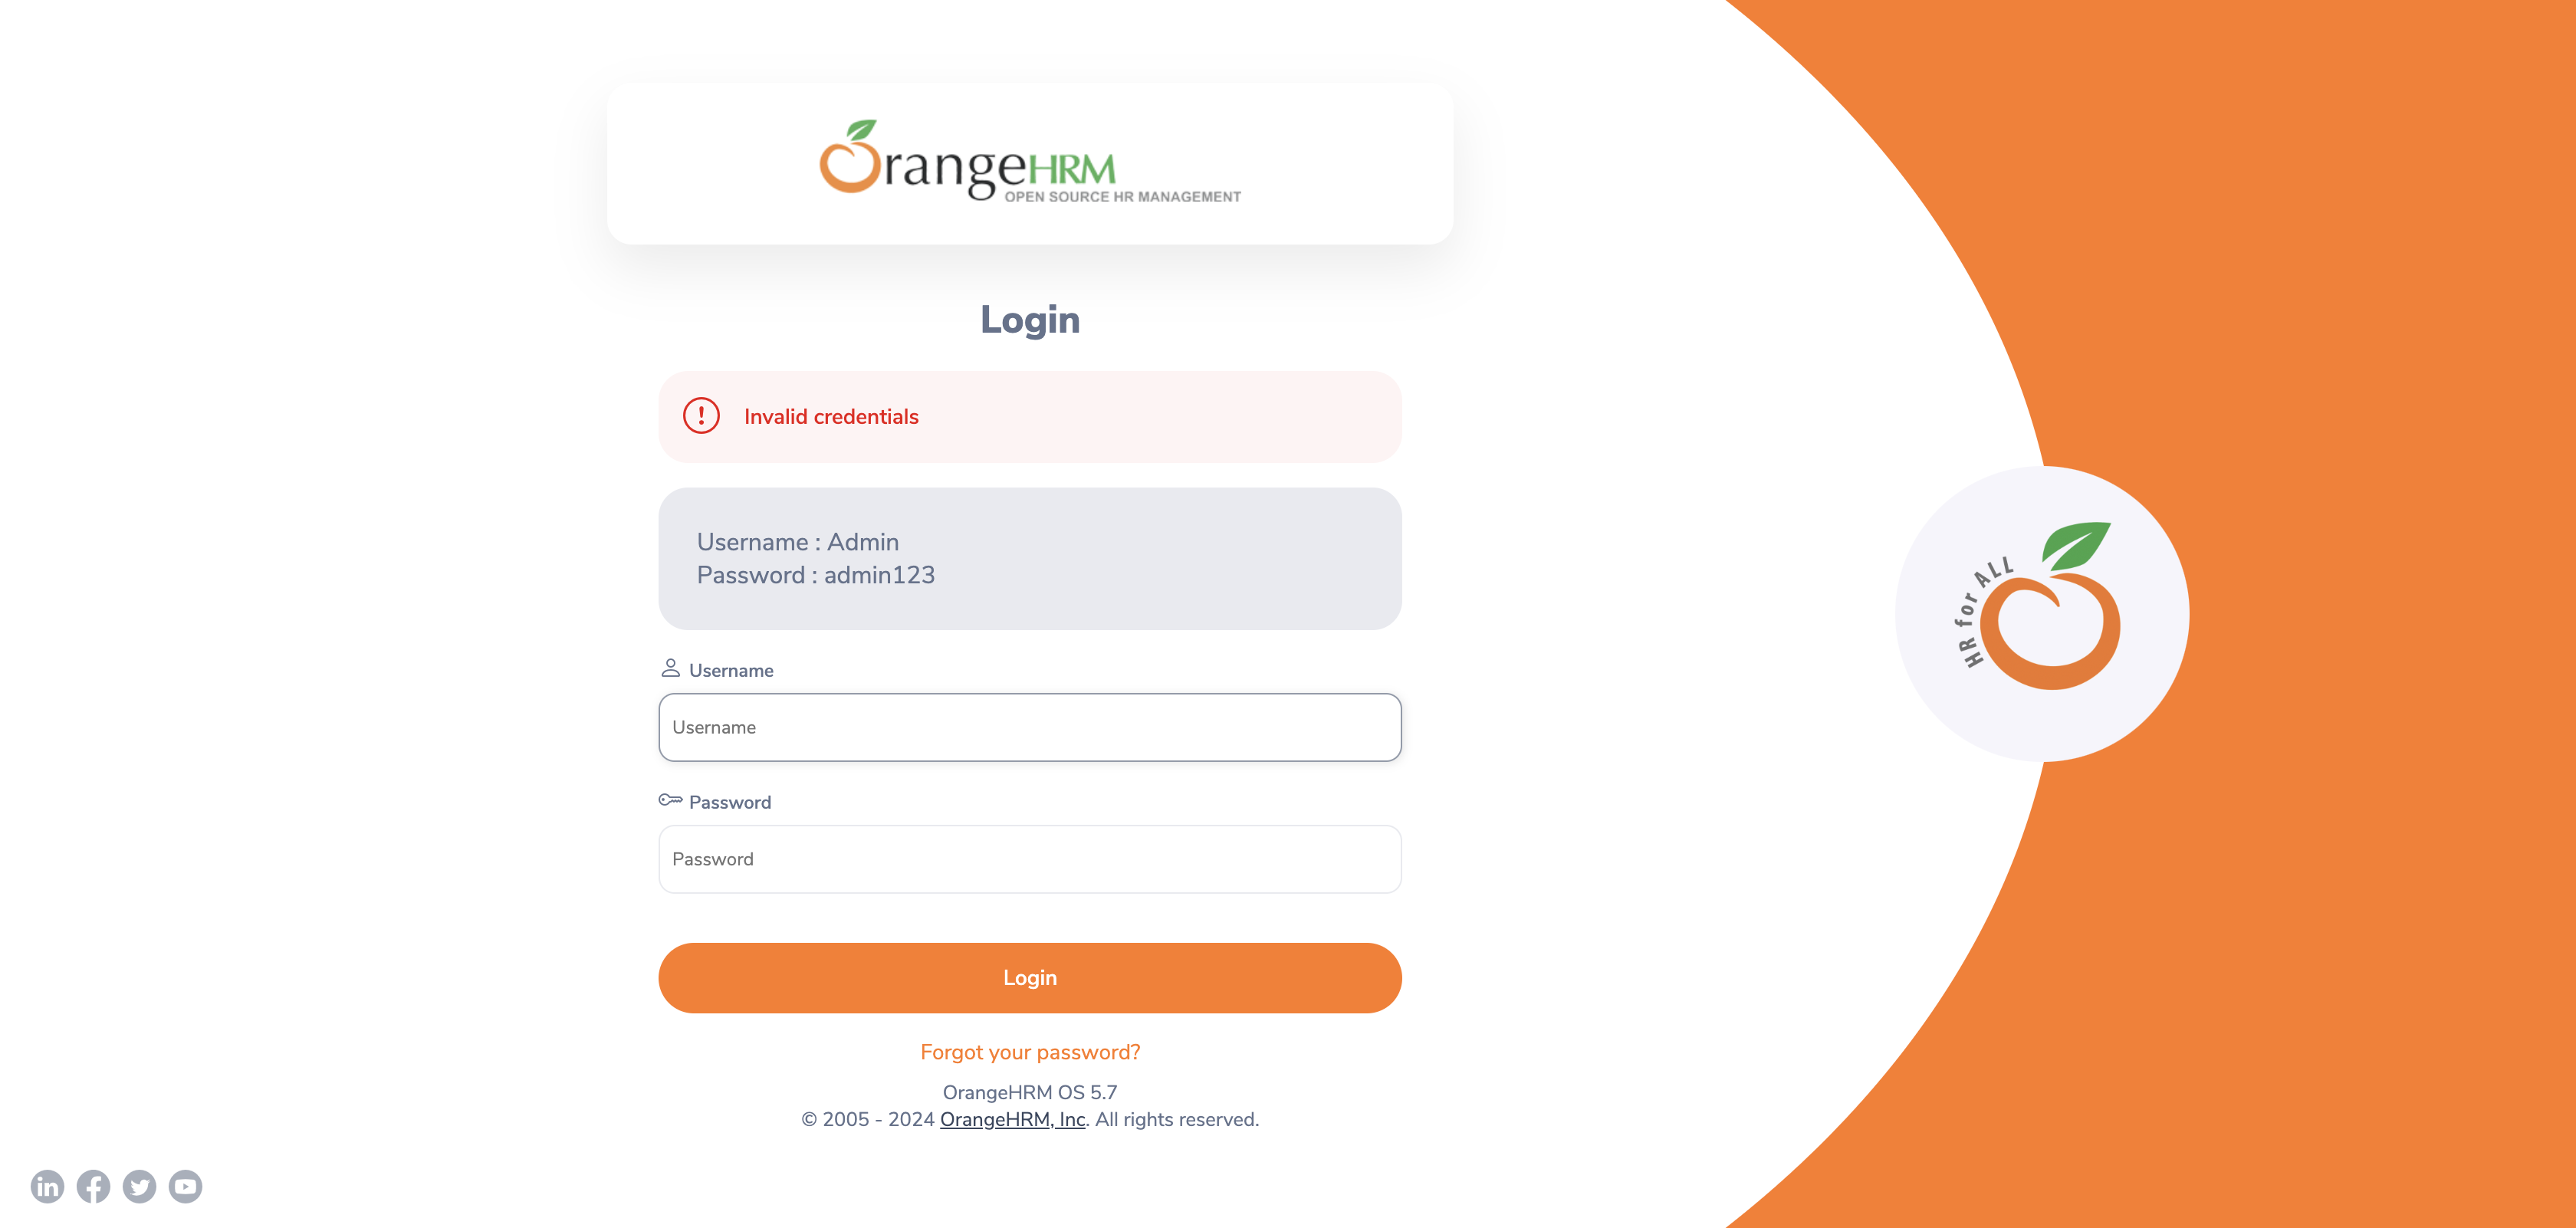 OrangeHRM
OPEN SOURCE HR MANAGEMENT
Login
Invalid credentials
Username : Admin
Password : admin123
Username
Username
Password
Password
Login
Forgot your password?
OrangeHRM OS 5.7
© 2005 - 2024 OrangeHRM, Inc. All rights reserved.
HR for ALL
in